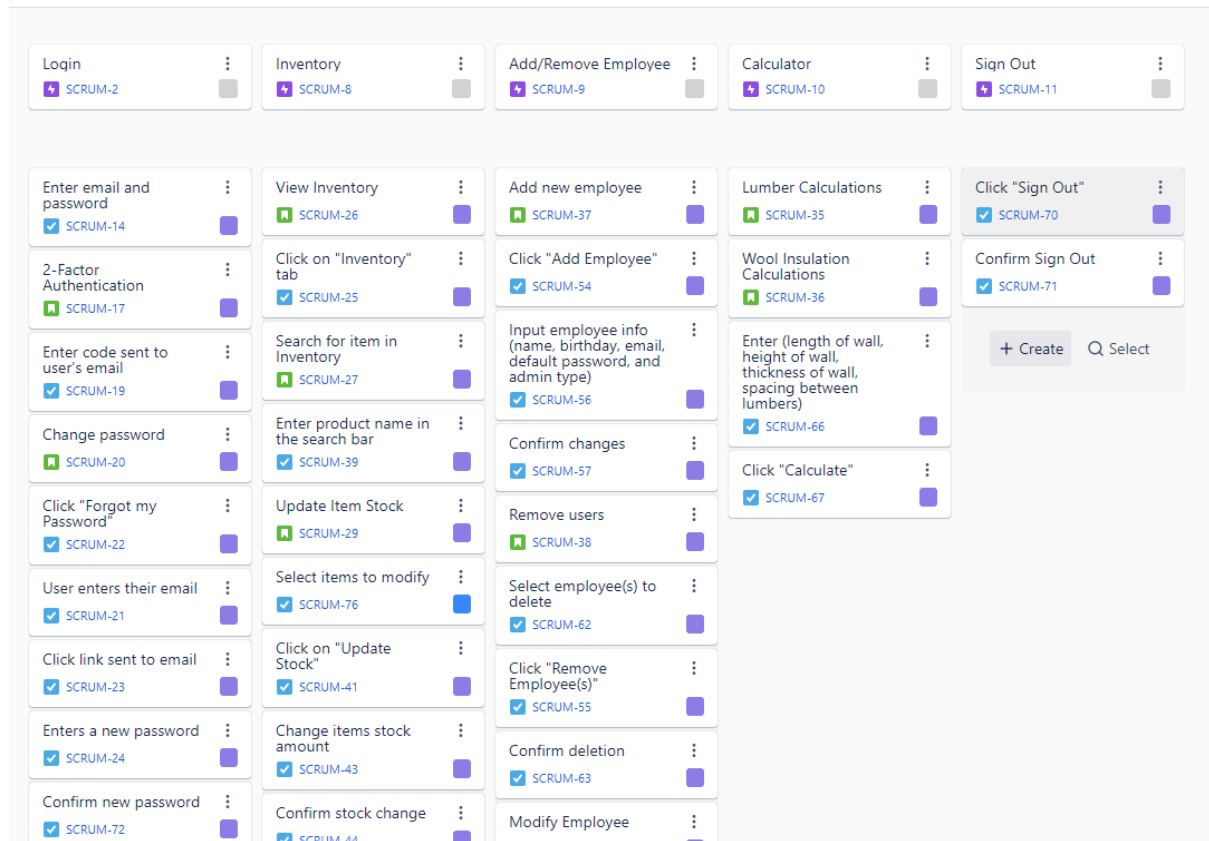 Login
SCRUM-2
Inventory
SCRUM-8
Add/Remove Employee
SCRUM-9
Calculator
SCRUM-10
Sign Out
SCRUM-11
Enter email and
password
SCRUM-14
2-Factor
Authentication
SCRUM-17
Enter code sent to
user's email
SCRUM-19
Change password
SCRUM-20
Click "Forgot my
Password"
SCRUM-22
User enters their email
SCRUM-21
Click link sent to email
SCRUM-23
Enters a new password
SCRUM-24
Confirm new password
SCRUM-72
View Inventory
SCRUM-26
Click on "Inventory"
tab
SCRUM-25
Search for item in
Inventory
SCRUM-27
Enter product name in
the search bar
SCRUM-39
Update Item Stock
SCRUM-29
Select items to modify
SCRUM-76
Click on "Update
Stock"
SCRUM-41
Change items stock
amount
SCRUM-43
Confirm stock change
SCRUM-44
Add new employee
SCRUM-37
Click "Add Employee"
SCRUM-54
Input employee info
(name, birthday, email,
default password, and
admin type)
SCRUM-56
Confirm changes
SCRUM-57
Remove users
SCRUM-38
Select employee(s) to
delete
SCRUM-62
Click "Remove
Employee(s)"
SCRUM-55
Confirm deletion
SCRUM-63
Modify Employee
Lumber Calculations
SCRUM-35
Wool Insulation
Calculations
SCRUM-36
Enter (length of wall,
height of wall,
thickness of wall,
spacing between
lumbers)
SCRUM-66
Click "Calculate"
SCRUM-67
Click "Sign Out"
SCRUM-70
Confirm Sign Out
SCRUM-71
+ Create
Select